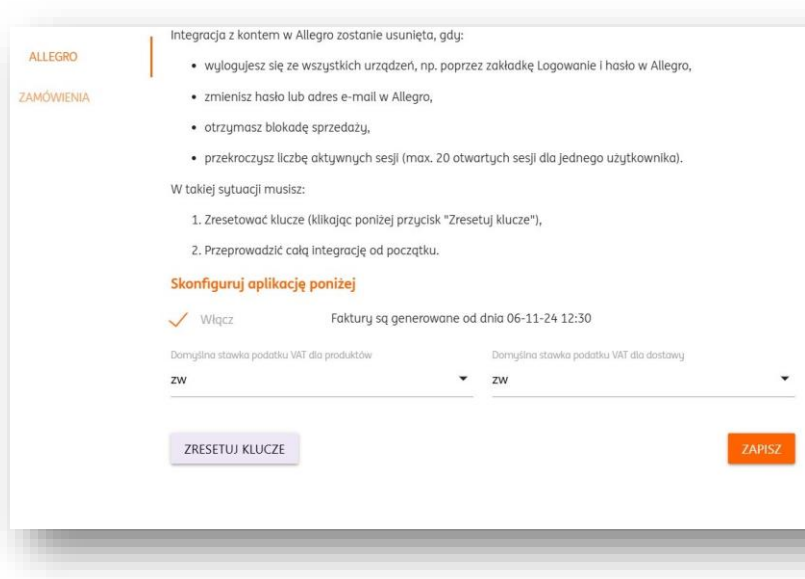 Integracja z kontem w Allegro zostanie usunięta, gdy:
ALLEGRO
• wylogujesz się ze wszystkich urządzeń, np. poprzez zakładkę Logowanie i hasło w Allegro,
ZAMÓWIENIA
• zmienisz hasło lub adres e-mail w Allegro,
• otrzymasz blokadę sprzedaży,
• przekroczysz liczbę aktywnych sesji (max. 20 otwartych sesji dla jednego użytkownika).
W takiej sytuacji musisz:
1. Zresetować klucze (klikając poniżej przycisk "Zresetuj klucze"),
2. Przeprowadzić całą integrację od początku.
Skonfiguruj aplikację poniżej
Włącz Faktury są generowane od dnia 06-11-24 12:30
Domyślna stawka podatku VAT dla produktów Domyślna stawka podatku VAT dla dostawy
zw zw
ZRESETUJ KLUCZE ZAPISZ